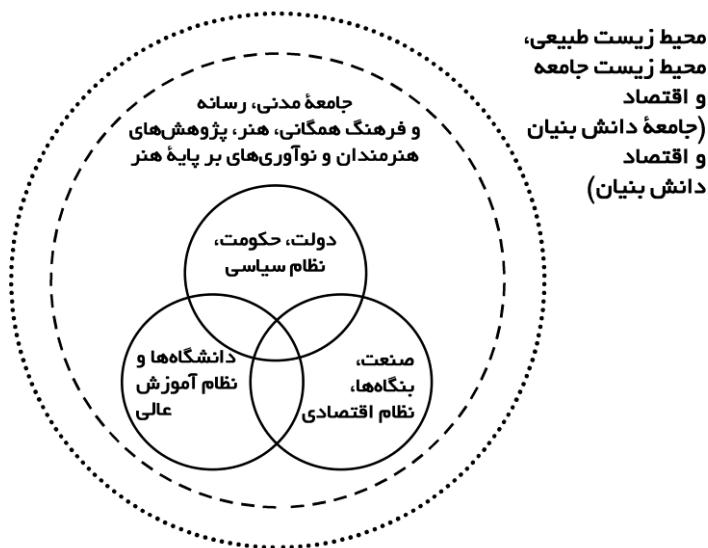 محیط زیست طبیعی،
محیط زیست جامعه
و اقتصاد
(جامعهٔ دانش بنیان
و اقتصاد
دانش بنیان)
جامعهٔ مدنی، رسانه
و فرهنگ همگانی، هنر، پژوهش‌های
هنرمندان و نوآوری‌های بر پایهٔ هنر
دولت، حکومت،
نظام سیاسی
صنعت،
بنگاه‌ها،
نظام اقتصادی
دانشگاه‌ها و
نظام آموزش
عالی